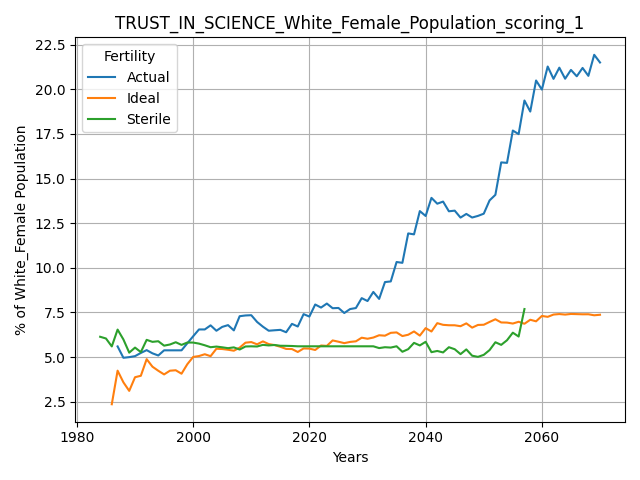 TRUST_IN_SCIENCE_White_Female_Population_scoring_1
Fertility
Actual
Ideal
Sterile
% of White_Female Population
22.5
20.0
17.5
15.0
12.5
10.0
7.5
5.0
2.5
1980 2000 2020 2040 2060
Years